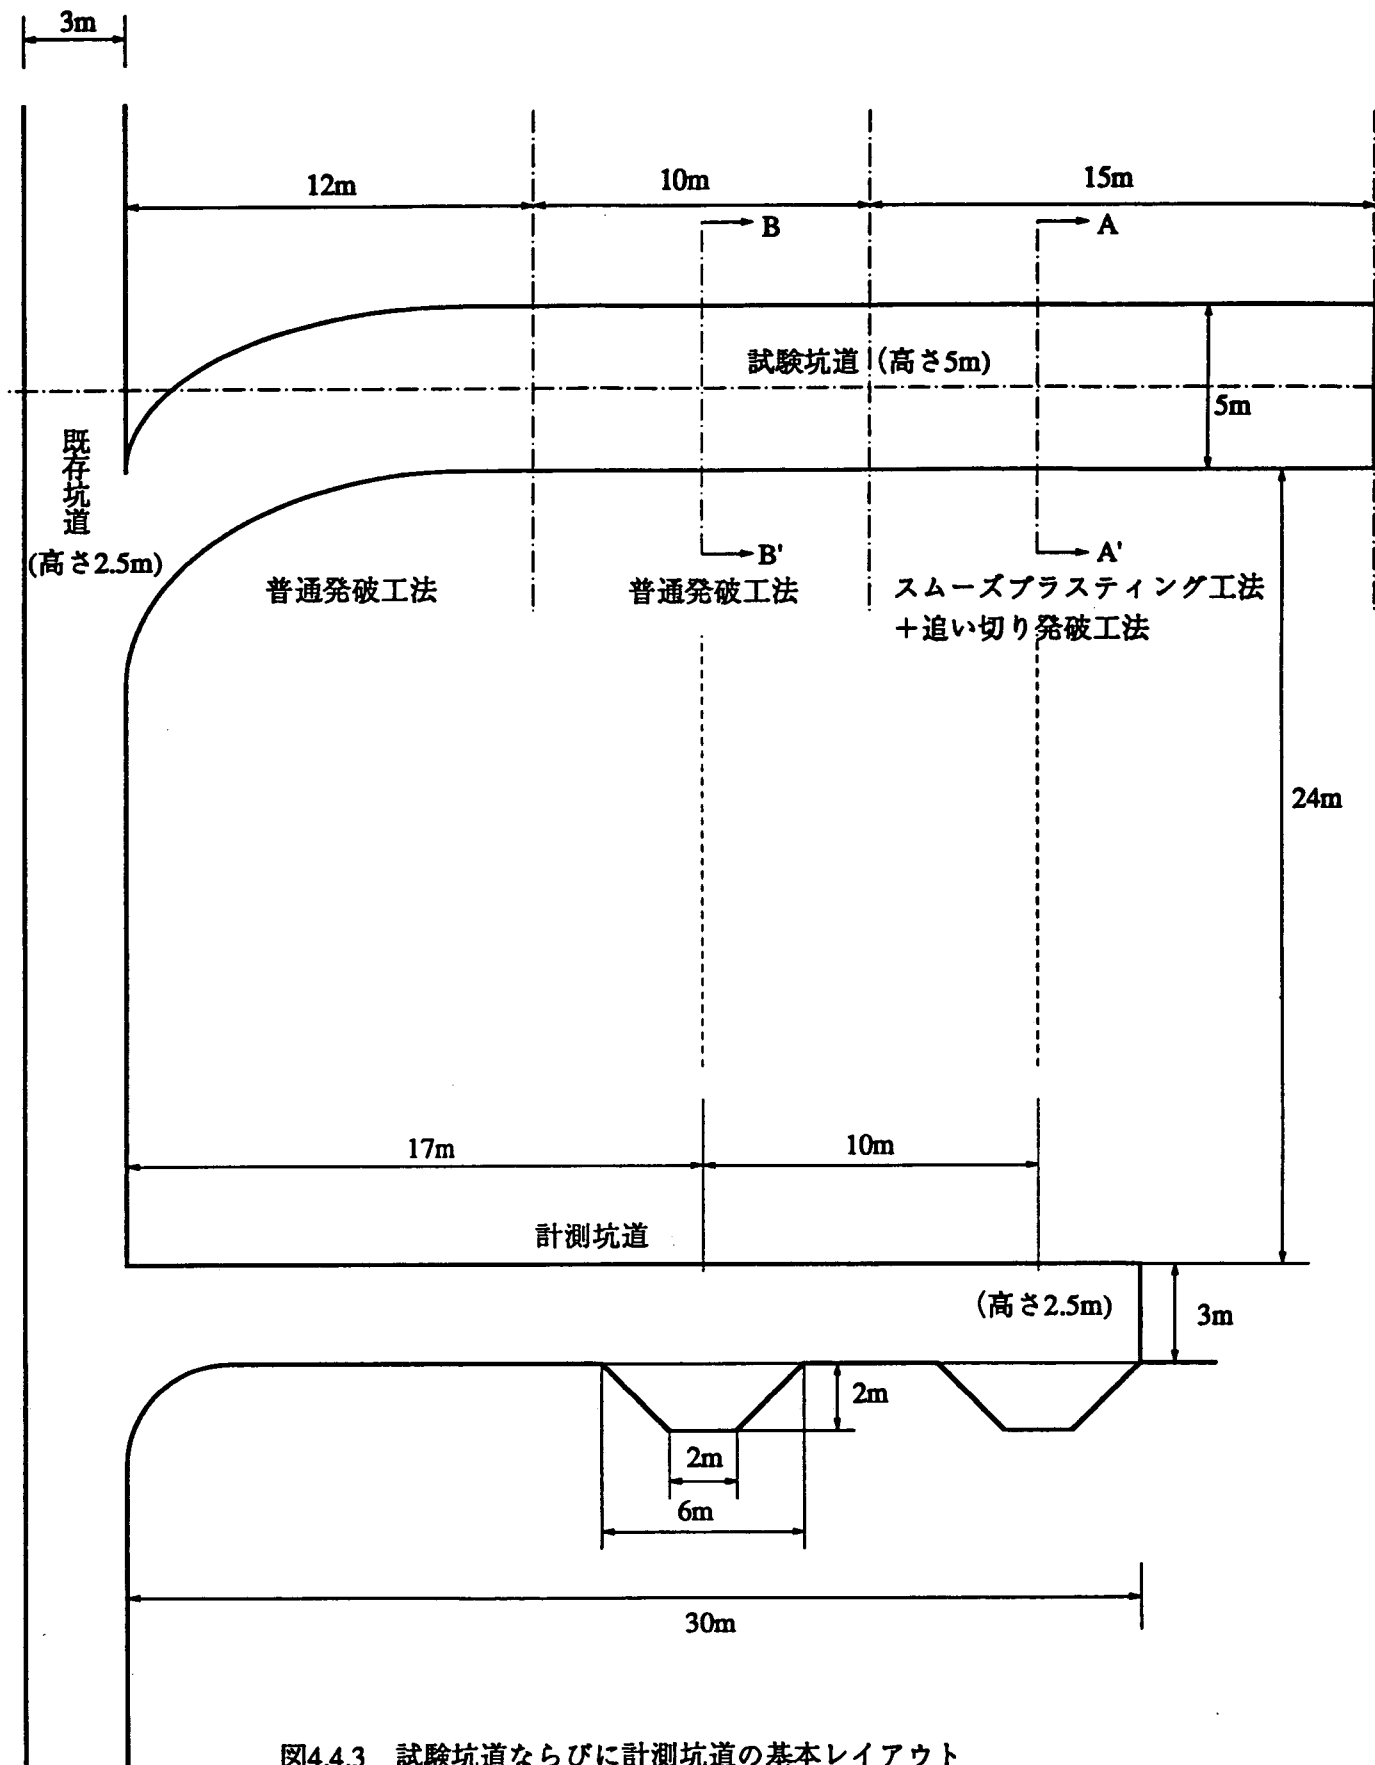 3m
12m
10m
15m
B
A
試験坑道 (高さ5m)
5m
既存坑道
(高さ2.5m)
B'
A'
普通発破工法
普通発破工法
スムーズプラスティング工法
+追い切り発破工法
24m
17m
10m
計測坑道
(高さ2.5m)
3m
2m
2m
6m
30m
図4.4.3 試験坑道ならびに計測坑道の基本レイアウト